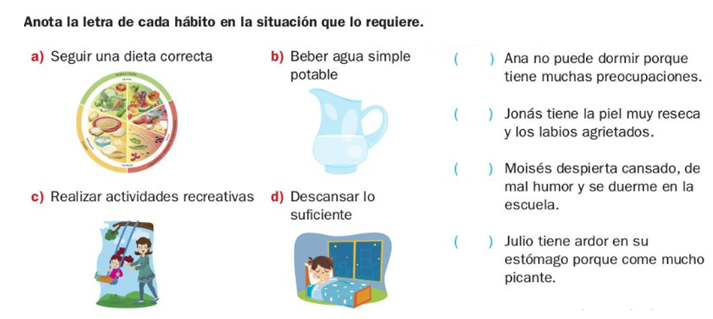 Anota la letra de cada hábito en la situación que lo requiere.
a) Seguir una dieta correcta
b) Beber agua simple
potable
c) Realizar actividades recreativas
d) Descansar lo
suficiente
( ) Ana no puede dormir porque
tiene muchas preocupaciones.
( ) Jonás tiene la piel muy reseca
y los labios agrietados.
( ) Moisés despierta cansado, de
mal humor y se duerme en la
escuela.
( ) Julio tiene ardor en su
estómago porque come mucho
picante.